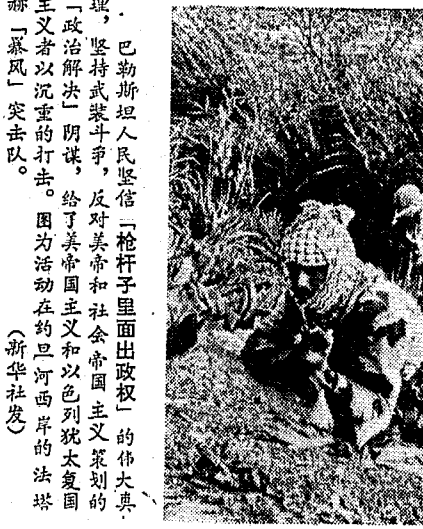 巴勒斯坦人民坚信「枪杆子里面出政权」的伟大真
理，坚持武装斗争，反对美帝和社会帝国主义策划的
「政治解决」阴谋，给了美帝国主义和以色列犹太复国
主义者以沉重的打击。图为活动在约旦河西岸的法塔
赫「暴风」突击队。
（新华社发）